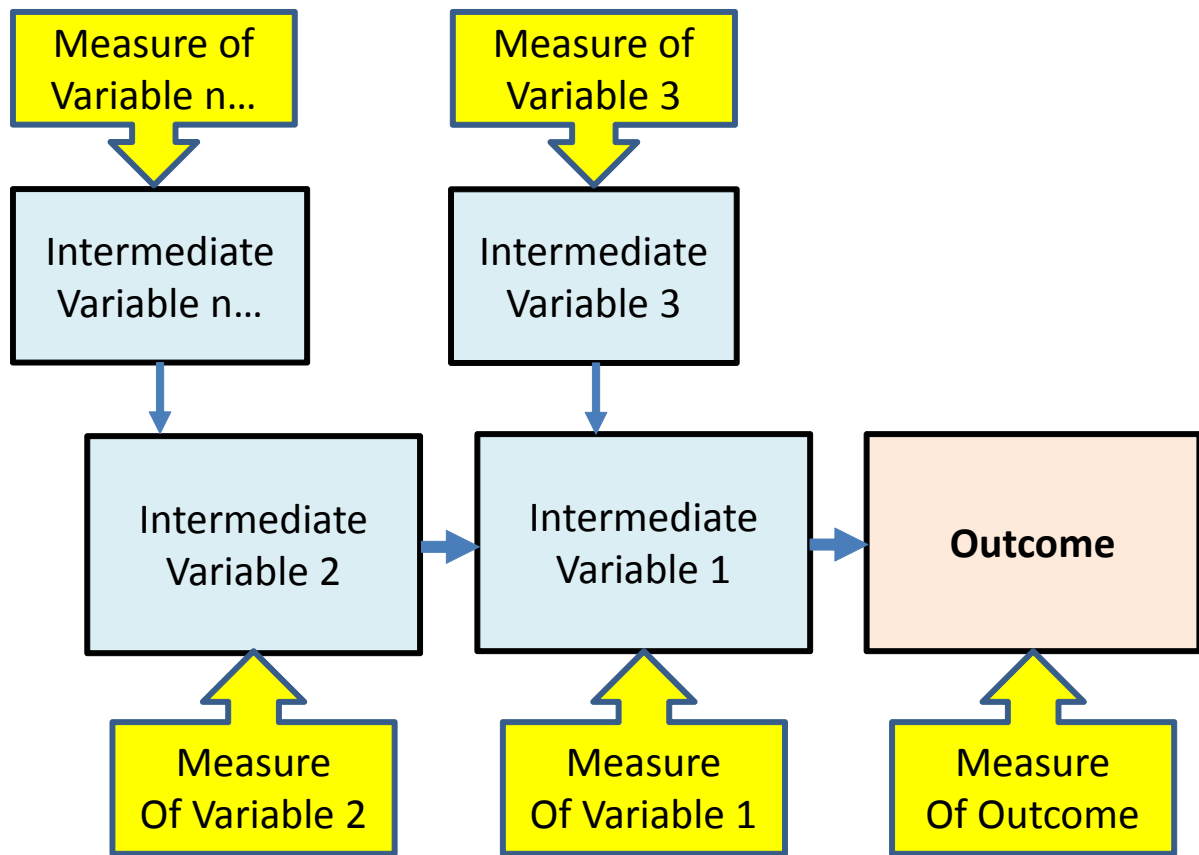 Measure of
Variable n…
Measure of
Variable 3
Intermediate
Variable n…
Intermediate
Variable 3
Intermediate
Variable 2
Intermediate
Variable 1
Outcome
Measure
Of Variable 2
Measure
Of Variable 1
Measure
Of Outcome